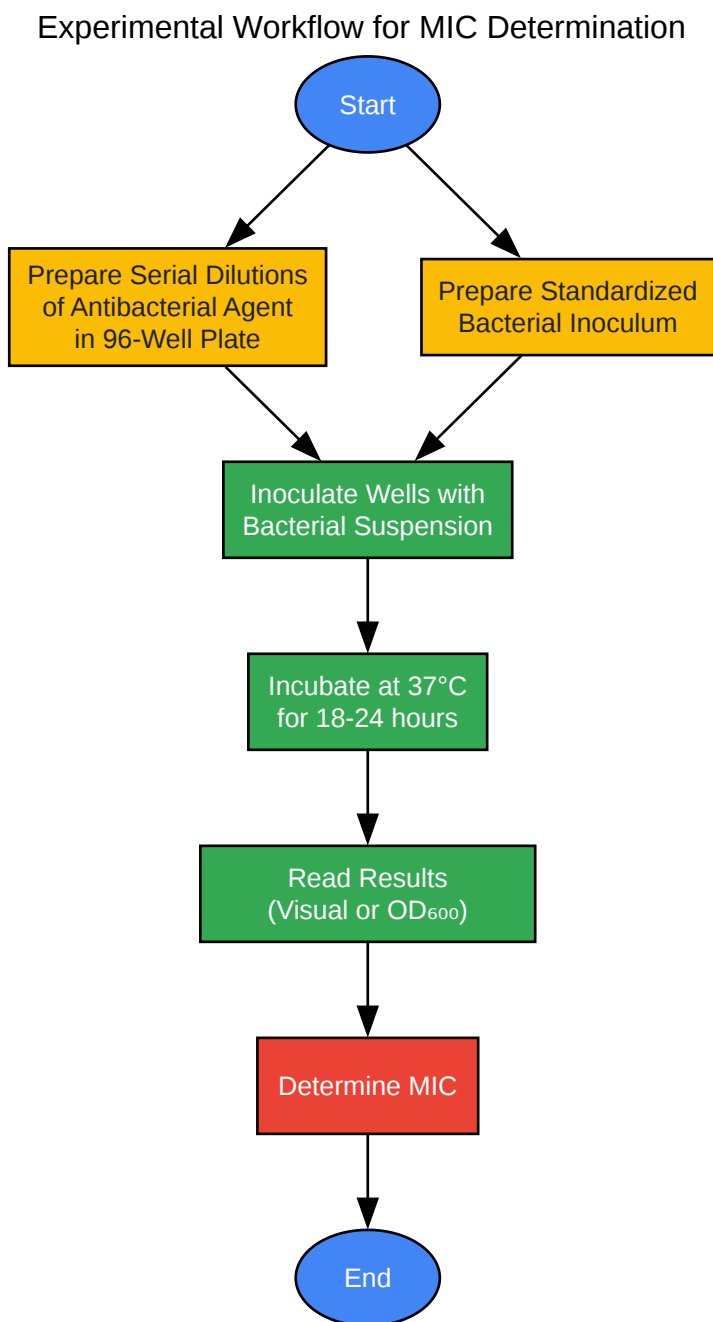 Experimental Workflow for MIC Determination
Start
Prepare Serial Dilutions
of Antibacterial Agent
in 96-Well Plate
Prepare Standardized
Bacterial Inoculum
Inoculate Wells with
Bacterial Suspension
Incubate at 37°C
for 18-24 hours
Read Results
(Visual or OD₆₀₀)
Determine MIC
End